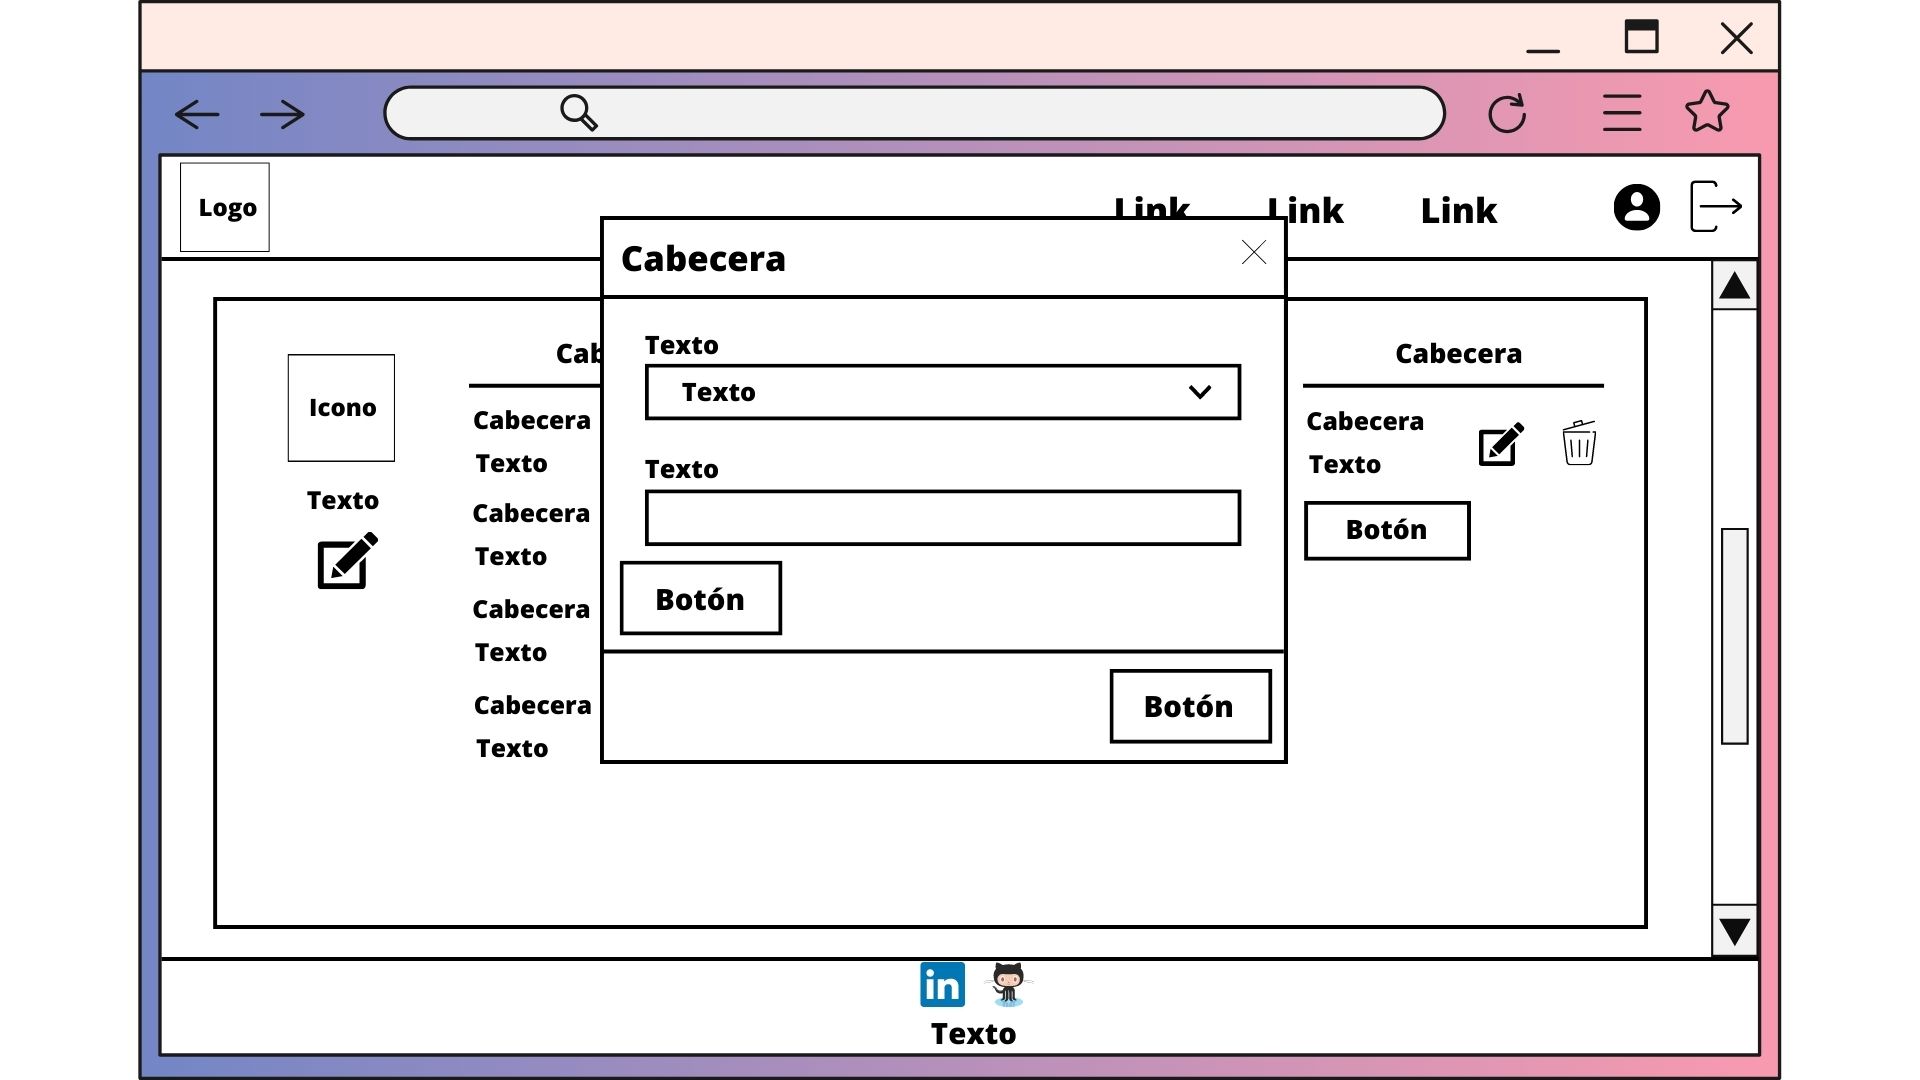 Logo
Link Link Link
Cabecera
Texto
Texto
Texto
Botón
Botón
Icono
Texto
Cab
Cabecera
Texto
Cabecera
Texto
Cabecera
Texto
Cabecera
Texto
Cabecera
Cabecera
Texto
Botón
in
Texto